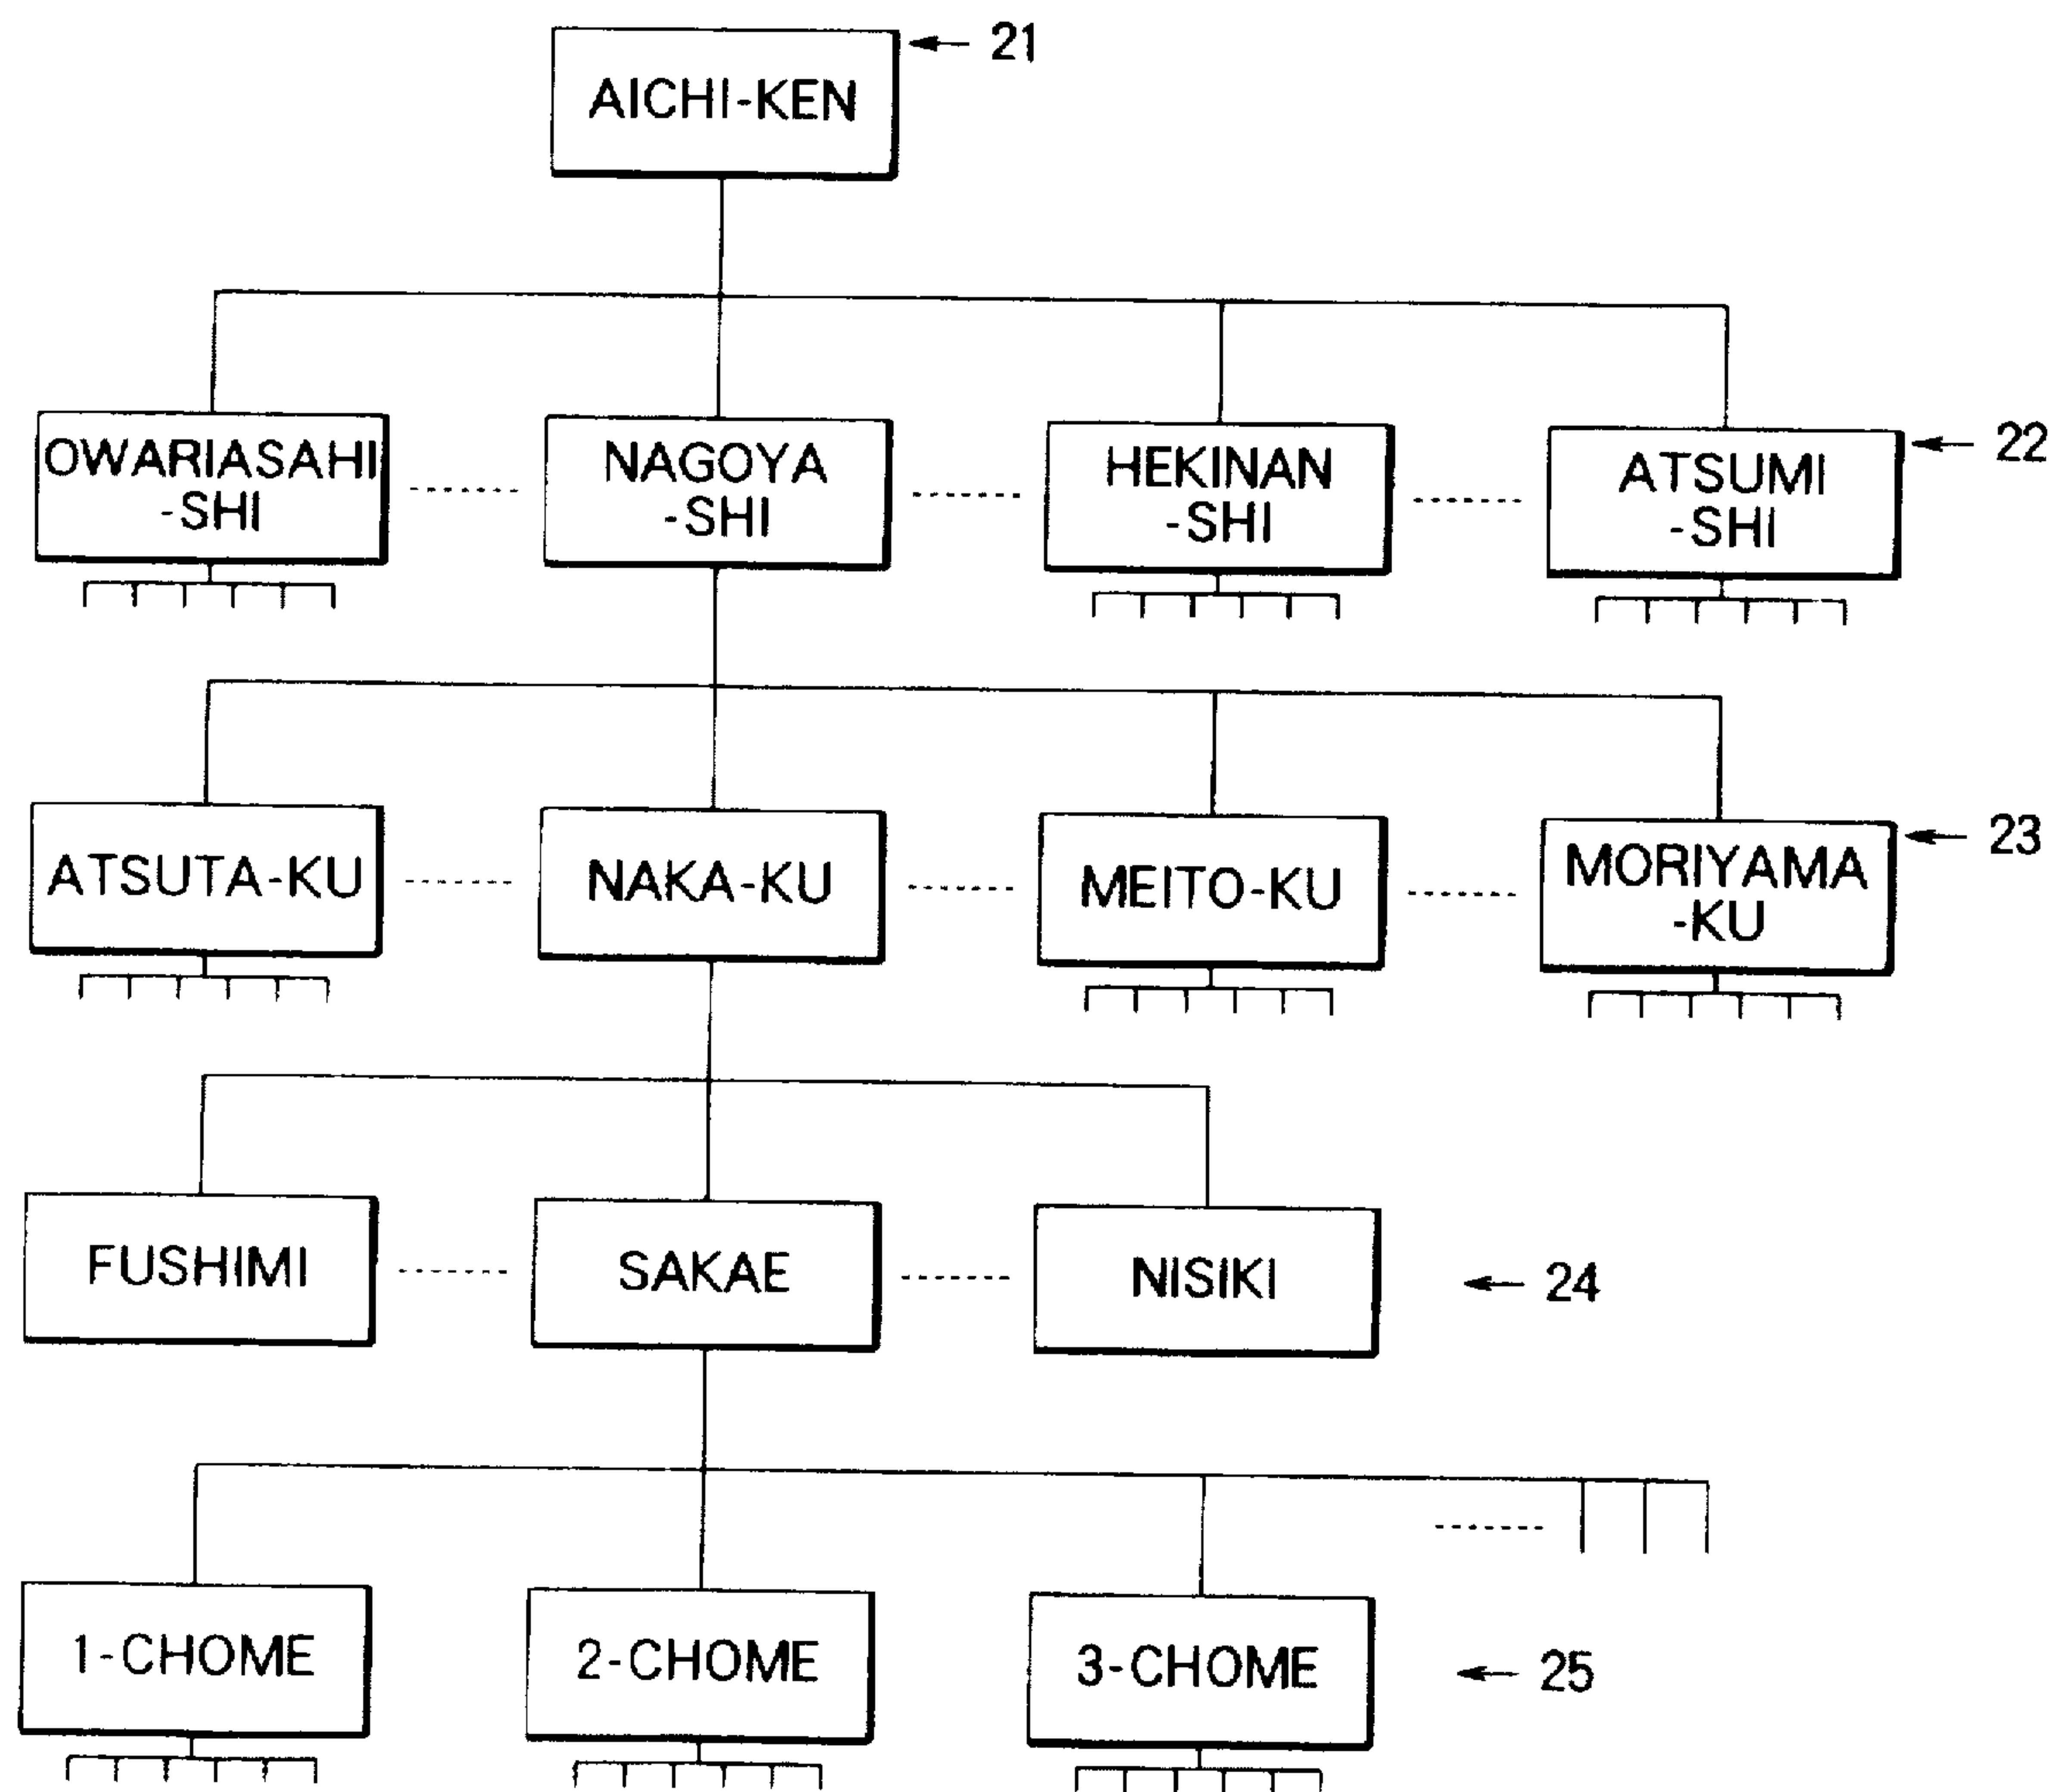 AICHI-KEN
21
OWARIASAHI
-SHI
NAGOYA
-SHI
HEKINAN
-SHI
ATSUMI
-SHI
22
ATSUTA-KU
NAKA-KU
MEITO-KU
MORIYAMA
-KU
23
FUSHIMI
SAKAE
NISIKI
24
1-CHOME
2-CHOME
3-CHOME
25